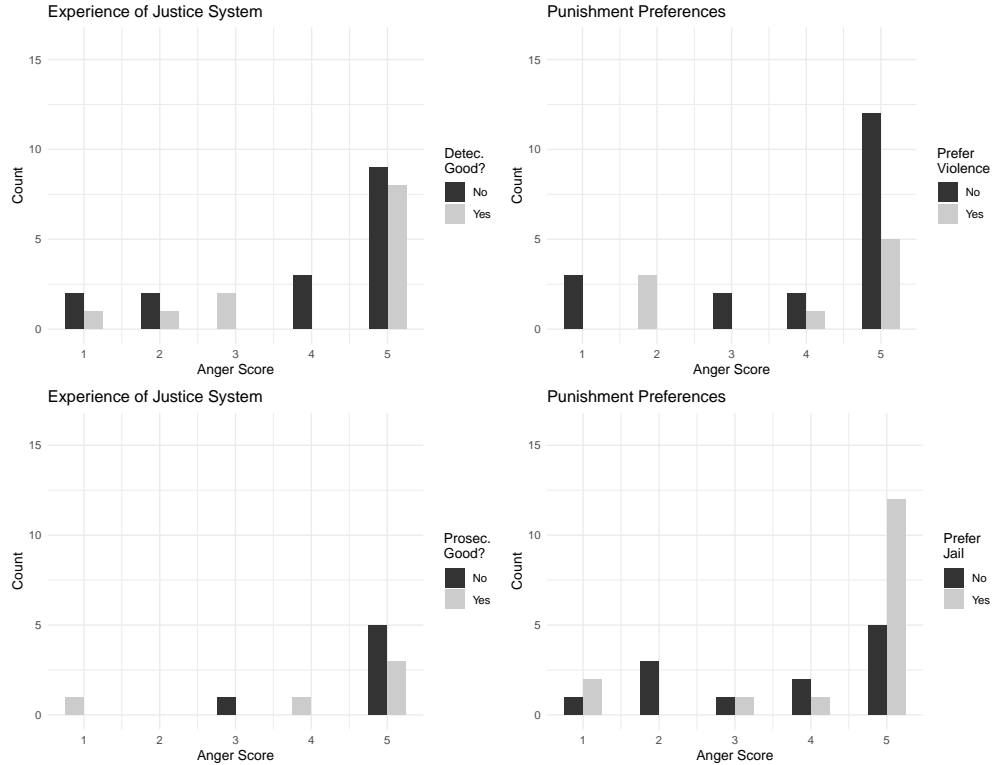 Experience of Justice System
15
10
5
0
Count
1 2 3 4 5
Anger Score
Detec.
Good?
No
Yes
Punishment Preferences
15
10
5
0
Count
1 2 3 4 5
Anger Score
Prefer
Violence
No
Yes
Experience of Justice System
15
10
5
0
Count
1 2 3 4 5
Anger Score
Prosec.
Good?
No
Yes
Punishment Preferences
15
10
5
0
Count
1 2 3 4 5
Anger Score
Prefer
Jail
No
Yes